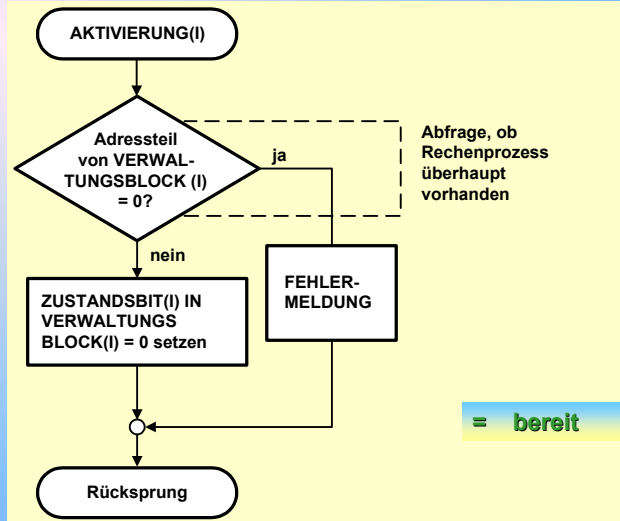 AKTIVIERUNG(I)
Adressteil
von VERWAL-
TUNGSBLOCK (I)
= 0?
ja
Abfrage, ob
Rechenprozess
überhaupt
vorhanden
nein
ZUSTANDSBIT(I) IN
VERWALTUNGS
BLOCK(I) = 0 setzen
FEHLER-
MELDUNG
= bereit
Rücksprung